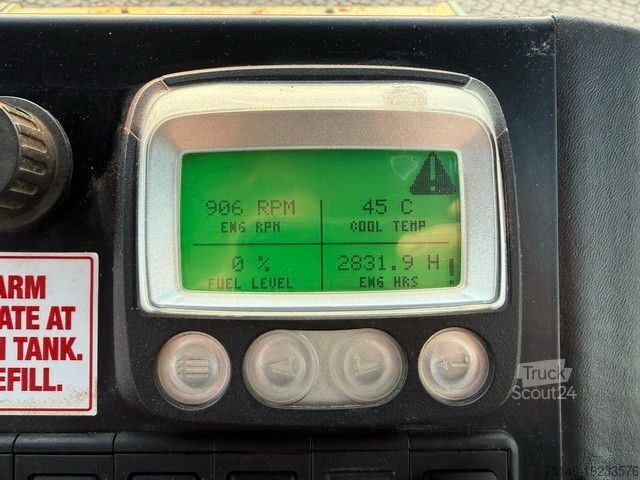 906 RPM
ENG RPM
45 C
COOL TEMP
0 %
FUEL LEVEL
2831.9 H
ENG HRS
ARM
ATE AT
TANK.
EFILL.
Truck
Scout24